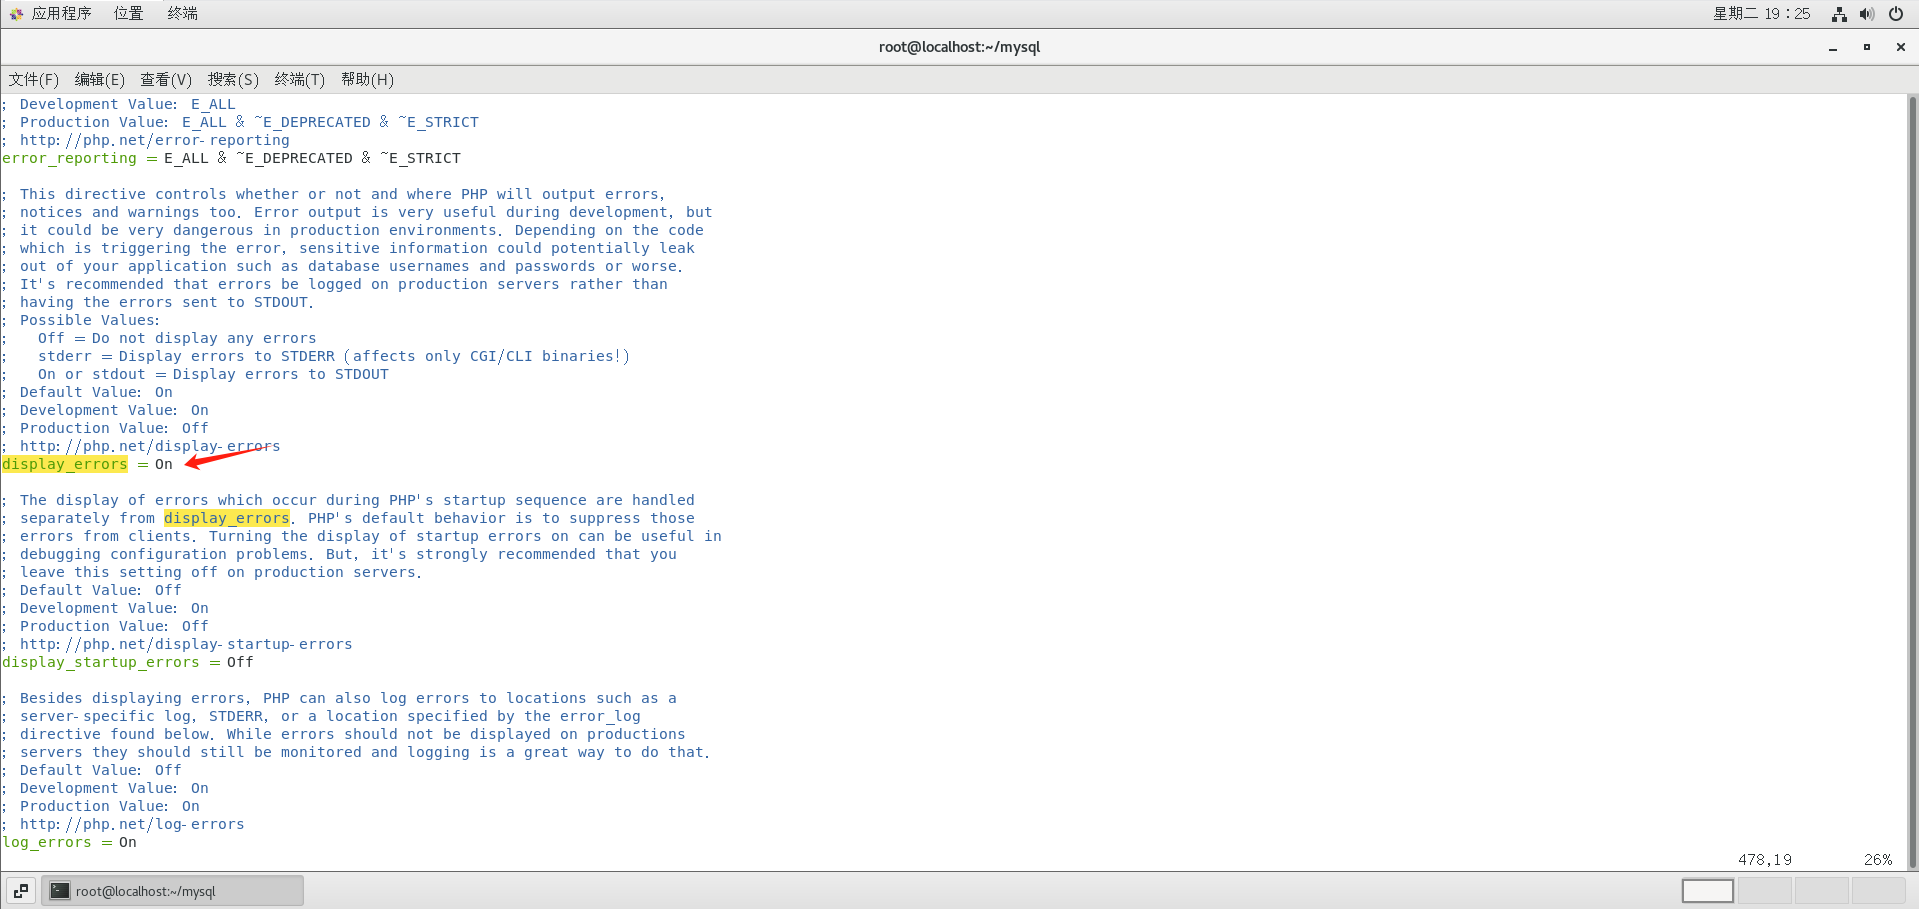 应用程序 位置 终端 星期二 19：25
root@localhost:~/mysql
文件(F) 编辑(E) 查看(V) 搜索(S) 终端(T) 帮助(H)
; Development Value: E_ALL
; Production Value: E_ALL & ~E_DEPRECATED & ~E_STRICT
; http://php.net/error-reporting
error_reporting = E_ALL & ~E_DEPRECATED & ~E_STRICT
; This directive controls whether or not and where PHP will output errors,
; notices and warnings too. Error output is very useful during development, but
; it could be very dangerous in production environments. Depending on the code
; which is triggering the error, sensitive information could potentially leak
; out of your application such as database usernames and passwords or worse.
; It's recommended that errors be logged on production servers rather than
; having the errors sent to STDOUT.
; Possible Values:
;   Off = Do not display any errors
;   stderr = Display errors to STDERR (affects only CGI/CLI binaries!)
;   On or stdout = Display errors to STDOUT
; Default Value: On
; Development Value: On
; Production Value: Off
; http://php.net/display-errors
display_errors = On
; The display of errors which occur during PHP's startup sequence are handled
; separately from display_errors. PHP's default behavior is to suppress those
; errors from clients. Turning the display of startup errors on can be useful in
; debugging configuration problems. But, it's strongly recommended that you
; leave this setting off on production servers.
; Default Value: Off
; Development Value: On
; Production Value: Off
; http://php.net/display-startup-errors
display_startup_errors = Off
; Besides displaying errors, PHP can also log errors to locations such as a
; server-specific log, STDERR, or a location specified by the error_log
; directive found below. While errors should not be displayed on productions
; servers they should still be monitored and logging is a great way to do that.
; Default Value: Off
; Development Value: On
; Production Value: On
; http://php.net/log-errors
log_errors = On
478,19 26%
root@localhost:~/mysql